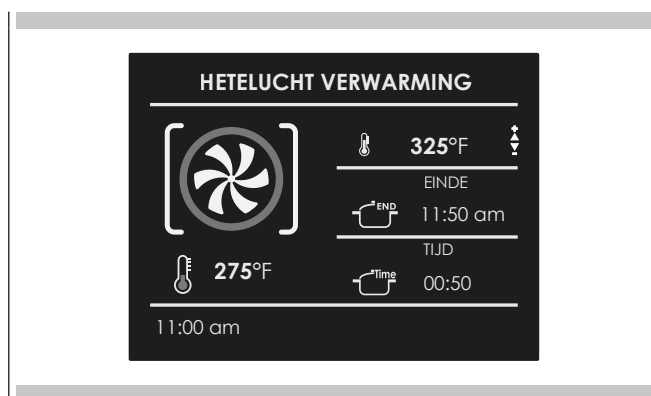 HETELUCHT VERWARMING
325°F
EINDE
END 11:50 am
275°F
TIJD
Time 00:50
11:00 am